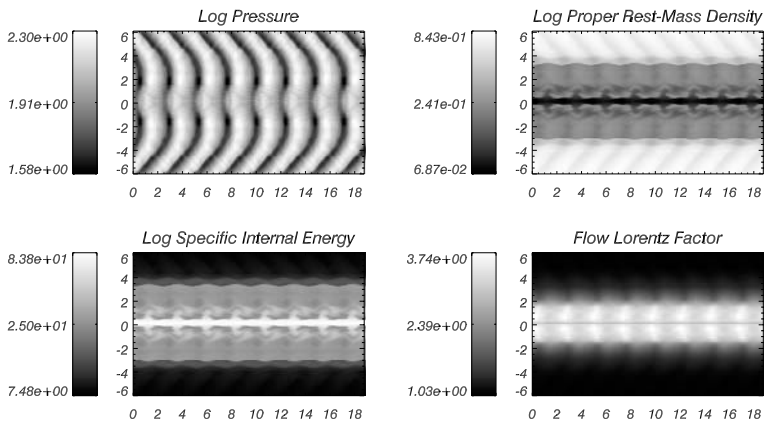 Log Pressure
2.30e+00
1.91e+00
1.58e+00
6
4
2
0
-2
-4
-6
0 2 4 6 8 10 12 14 16 18
Log Proper Rest-Mass Density
8.43e-01
2.41e-01
6.87e-02
6
4
2
0
-2
-4
-6
0 2 4 6 8 10 12 14 16 18
Log Specific Internal Energy
8.38e+01
2.50e+01
7.48e+00
6
4
2
0
-2
-4
-6
0 2 4 6 8 10 12 14 16 18
Flow Lorentz Factor
3.74e+00
2.39e+00
1.03e+00
6
4
2
0
-2
-4
-6
0 2 4 6 8 10 12 14 16 18